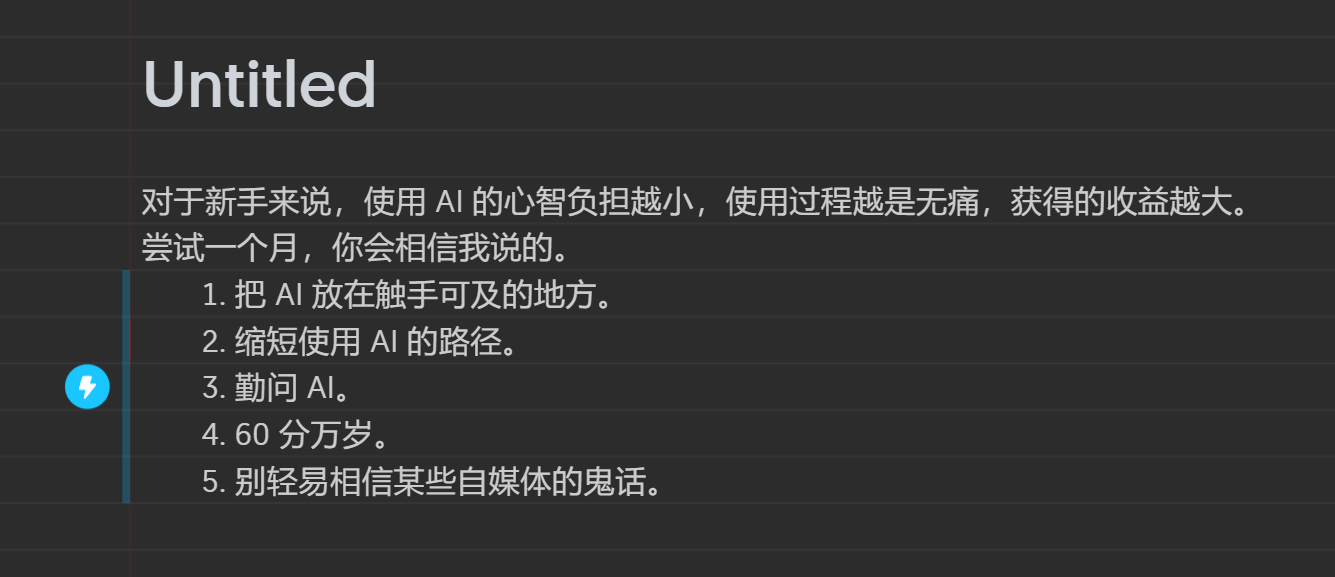 Untitled
对于新手来说，使用 AI 的心智负担越小，使用过程越是无痛，获得的收益越大。
尝试一个月，你会相信我说的。
1. 把 AI 放在触手可及的地方。
2. 缩短使用 AI 的路径。
3. 勤问 AI。
4. 60 分万岁。
5. 别轻易相信某些自媒体的鬼话。